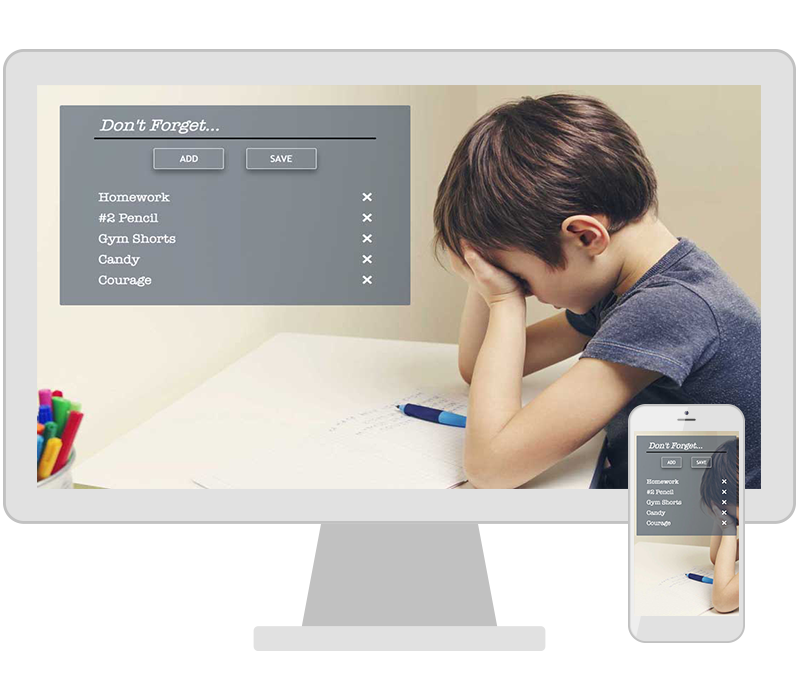 Don't Forget...
ADD SAVE
Homework ×
#2 Pencil ×
Gym Shorts ×
Candy ×
Courage ×
Don't Forget...
ADD SAVE
Homework ×
#2 Pencil ×
Gym Shorts ×
Candy ×
Courage ×